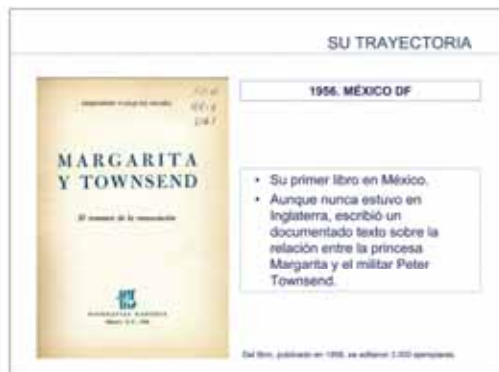 SU TRAYECTORIA
1956. MÉXICO DF
MARGARITA
Y TOWNSEND
El romance de la renunciación
• Su primer libro en México.
• Aunque nunca estuvo en
Inglaterra, escribió un
documentado texto sobre la
relación entre la princesa
Margarita y el militar Peter
Townsend.
Del libro, publicado en 1956, se editaron 3.000 ejemplares.